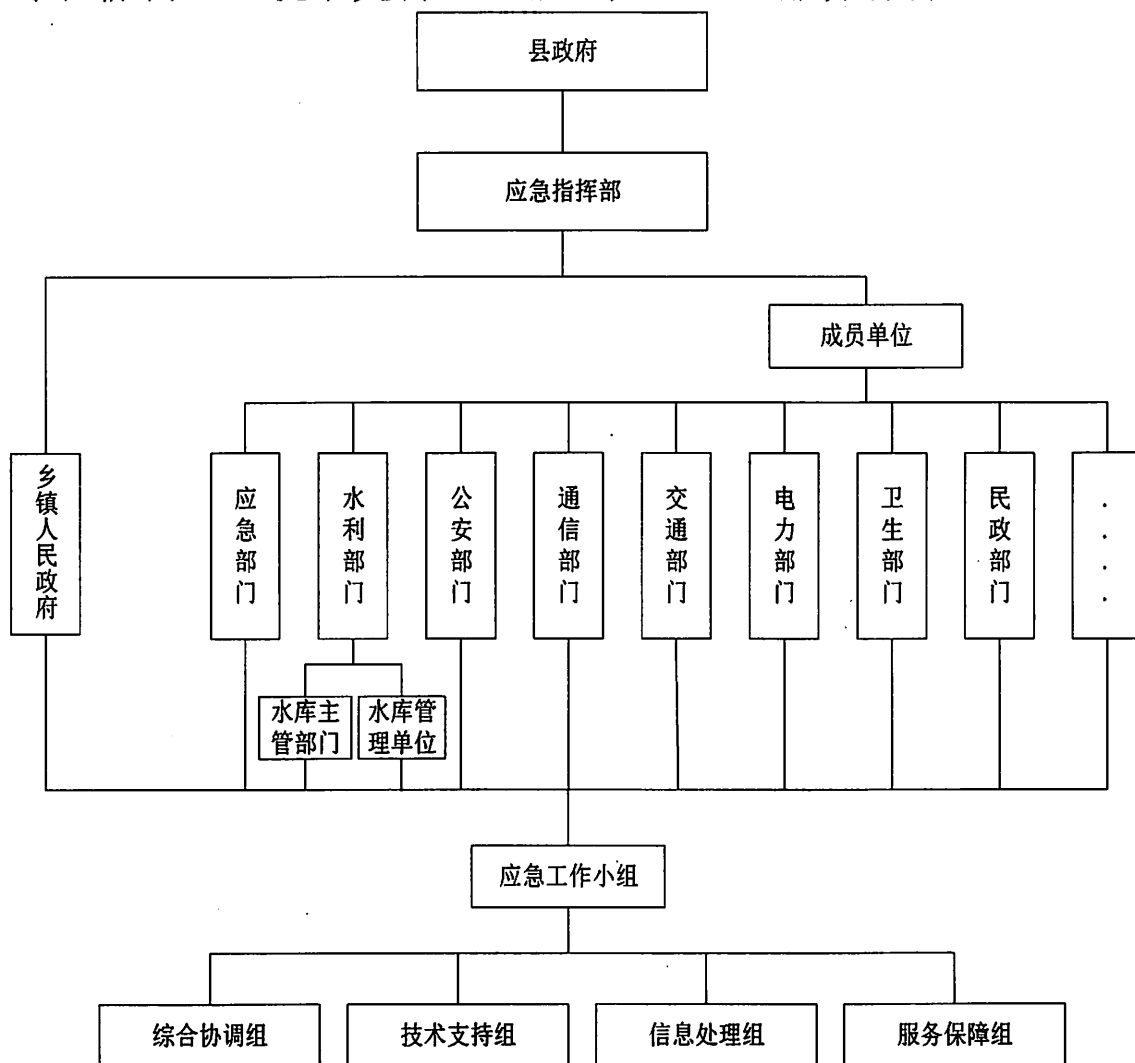 县政府
应急指挥部
成员单位
乡镇人民政府
应急部门
水利部门
公安部门
通信部门
交通部门
电力部门
卫生部门
民政部门
....
水库主
管部门
水库管
理单位
应急工作小组
综合协调组
技术支持组
信息处理组
服务保障组